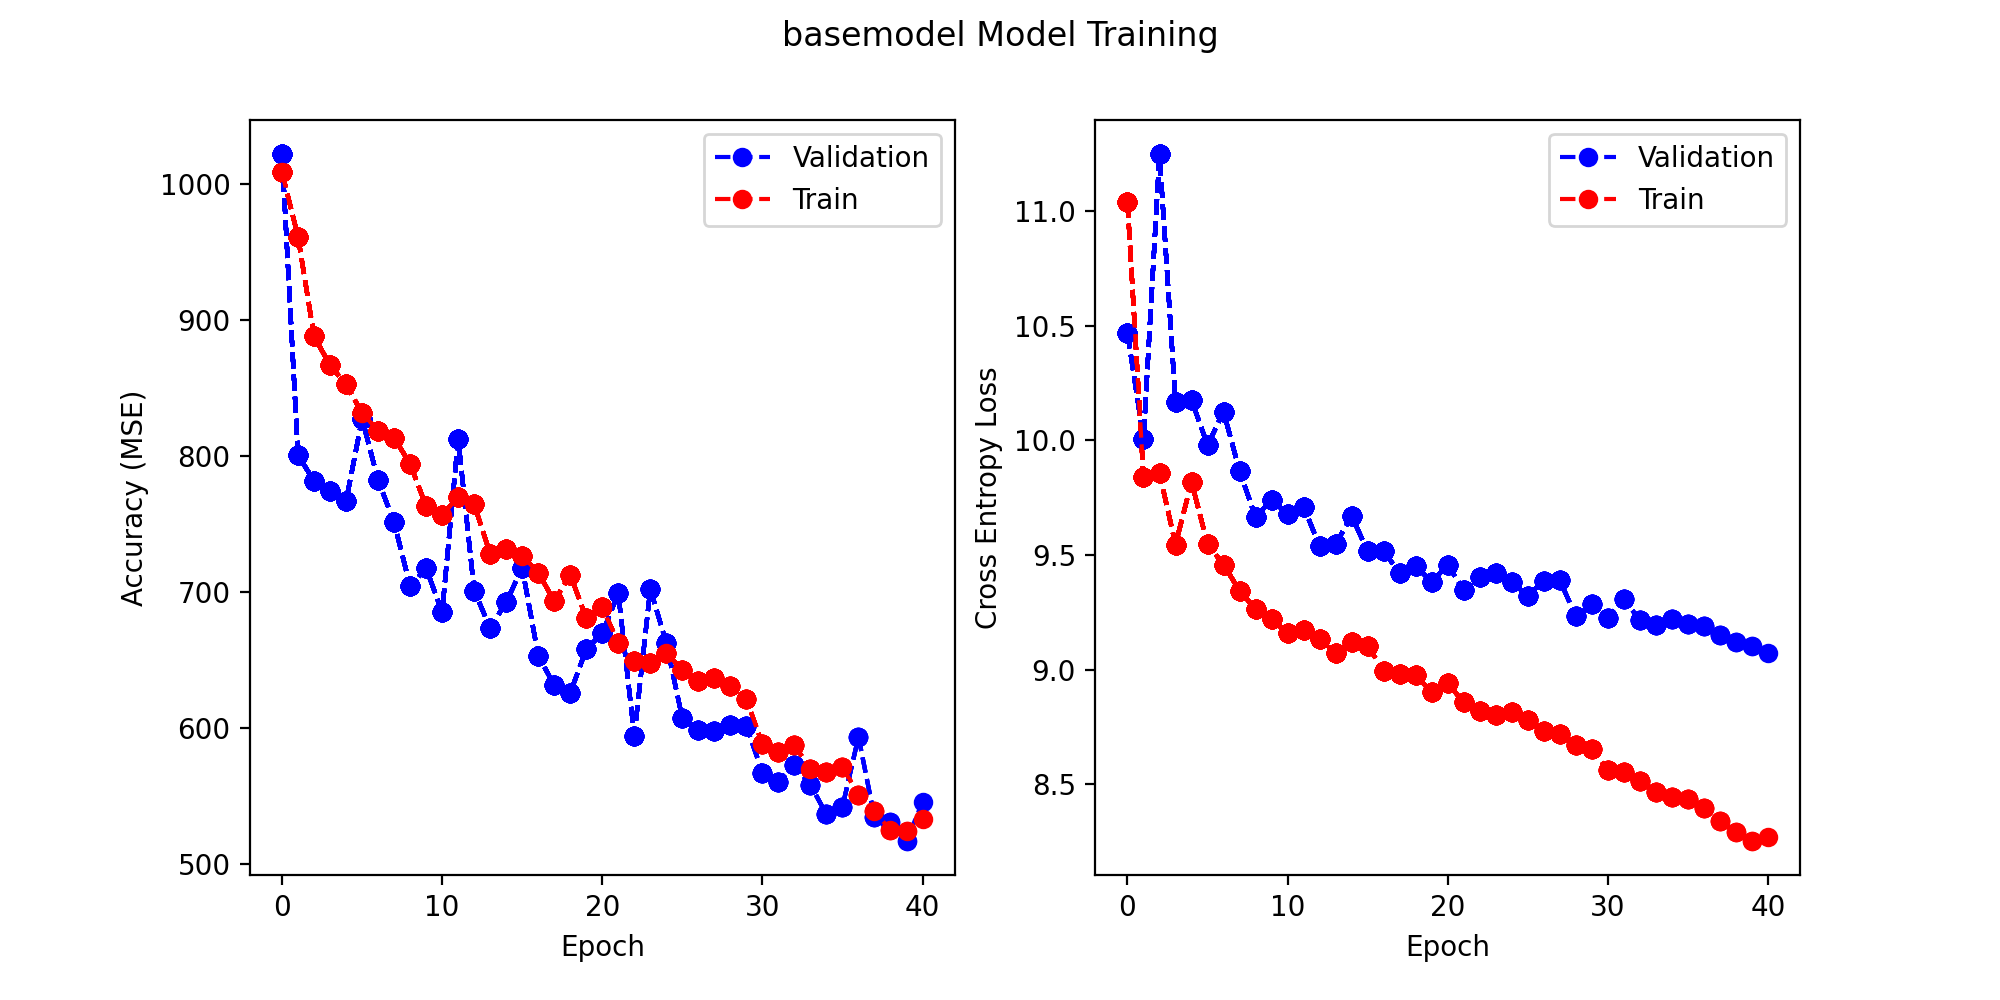 basemodel Model Training
Accuracy (MSE)
1000
900
800
700
600
500
0 10 20 30 40
Epoch
Validation
Train
Cross Entropy Loss
11.0
10.5
10.0
9.5
9.0
8.5
0 10 20 30 40
Epoch
Validation
Train